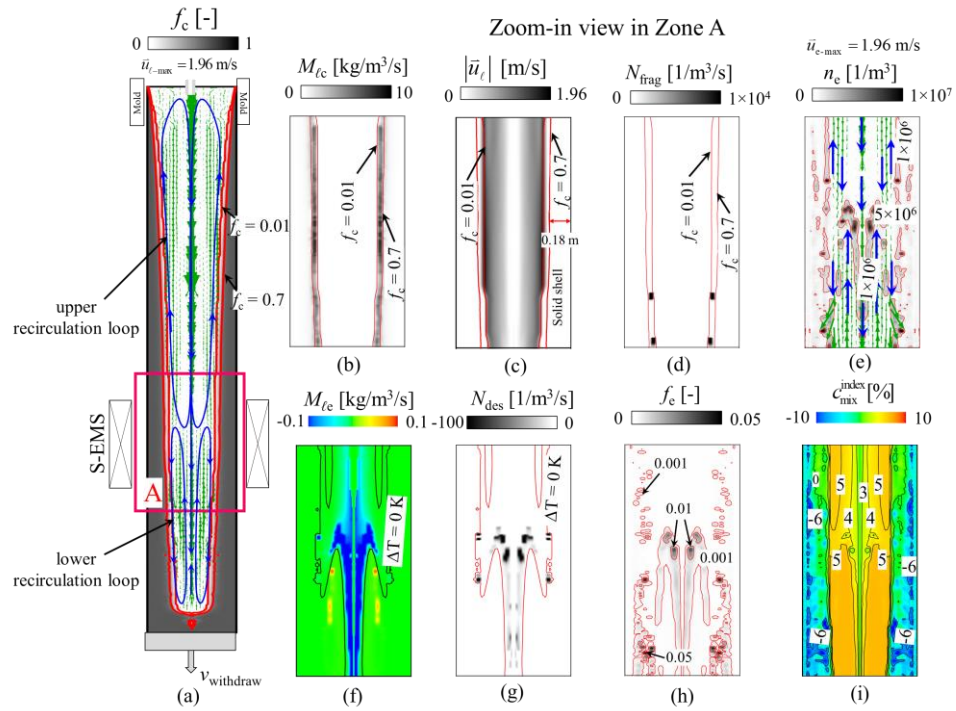 Zoom-in view in Zone A
f_c [-]
0 1
u⃗_ℓ-max = 1.96 m/s
Mold
Mold
f_c = 0.01
f_c = 0.7
upper
recirculation loop
S-EMS
A
lower
recirculation loop
v_withdraw
(a)
M_ℓc [kg/m³/s]
0 10
f_c = 0.01
f_c = 0.7
(b)
|u⃗_ℓ| [m/s]
0 1.96
f_c = 0.01
f_c = 0.7
0.18 m
Solid shell
(c)
N_frag [1/m³/s]
0 1×10⁴
f_c = 0.01
f_c = 0.7
(d)
u⃗_e-max = 1.96 m/s
n_e [1/m³]
0 1×10⁷
1×10⁶
5×10⁶
1×10⁶
(e)
M_ℓe [kg/m³/s]
-0.1 0.1
ΔT = 0 K
(f)
N_des [1/m³/s]
-100 0
ΔT = 0 K
(g)
f_e [-]
0 0.05
0.001
0.01
0.001
0.05
(h)
c_mix^index [%]
-10 10
0
5
3
5
-6
4
4
-6
5
5
-6
-6
(i)